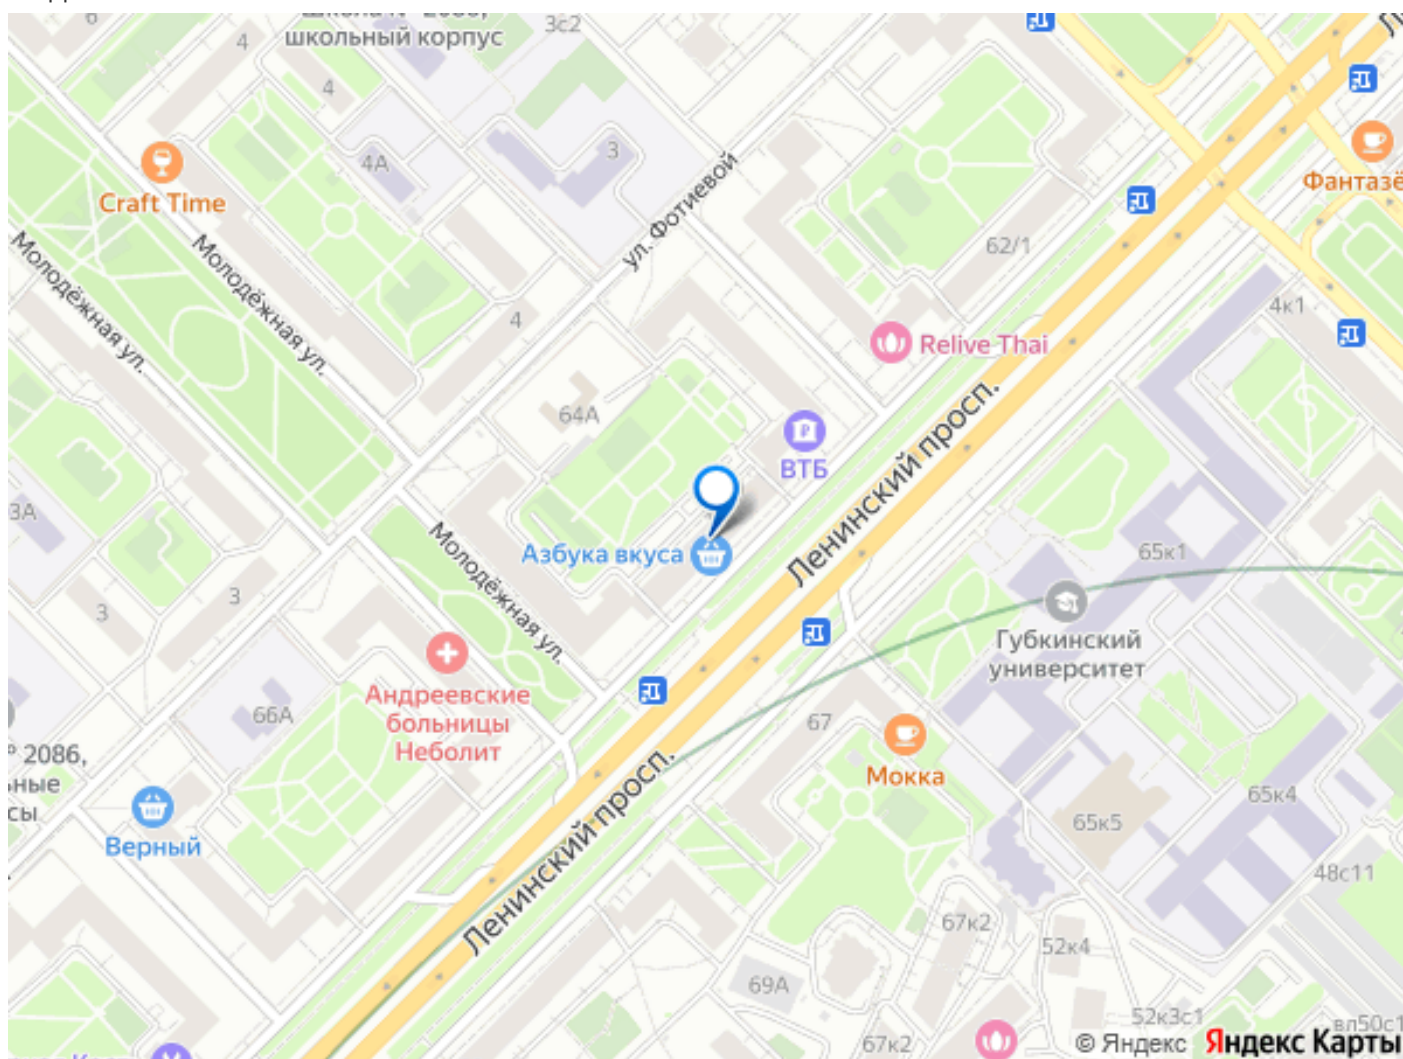 6
4
школьный корпус
3с2
4
4А
3
Craft Time
ул. Фотиевой
Фантазё
62/1
Молодёжная ул.
Молодёжная ул.
4
4к1
Relive Thai
64А
ВТБ
Ленинский просп.
3А
Азбука вкуса
Молодёжная ул.
65к1
3
3
Губкинский
университет
Андреевские
больницы
Неболит
66А
67
2086,
Мокка
Ленинский просп.
65к4
65к5
Верный
48с11
67к2
52к4
69А
52к3с1
вл50с1
67к2
© Яндекс Яндекс Карты